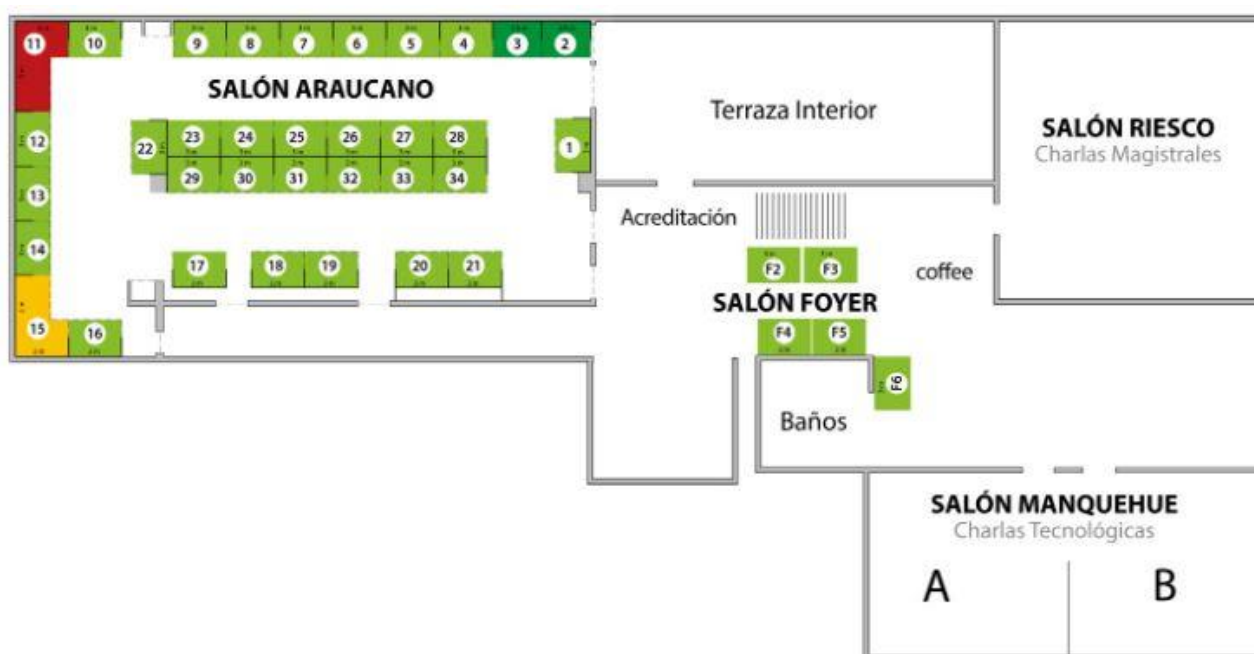 11
10
9
8
7
6
5
4
3
2
SALÓN ARAUCANO
Terraza Interior
SALÓN RIESCO
Charlas Magistrales
12
22
23
24
25
26
27
28
1
29
30
31
32
33
34
13
14
Acreditación
17
18
19
20
21
F2
F3
coffee
SALÓN FOYER
15
16
F4
F5
F6
Baños
SALÓN MANQUEHUE
Charlas Tecnológicas
A
B